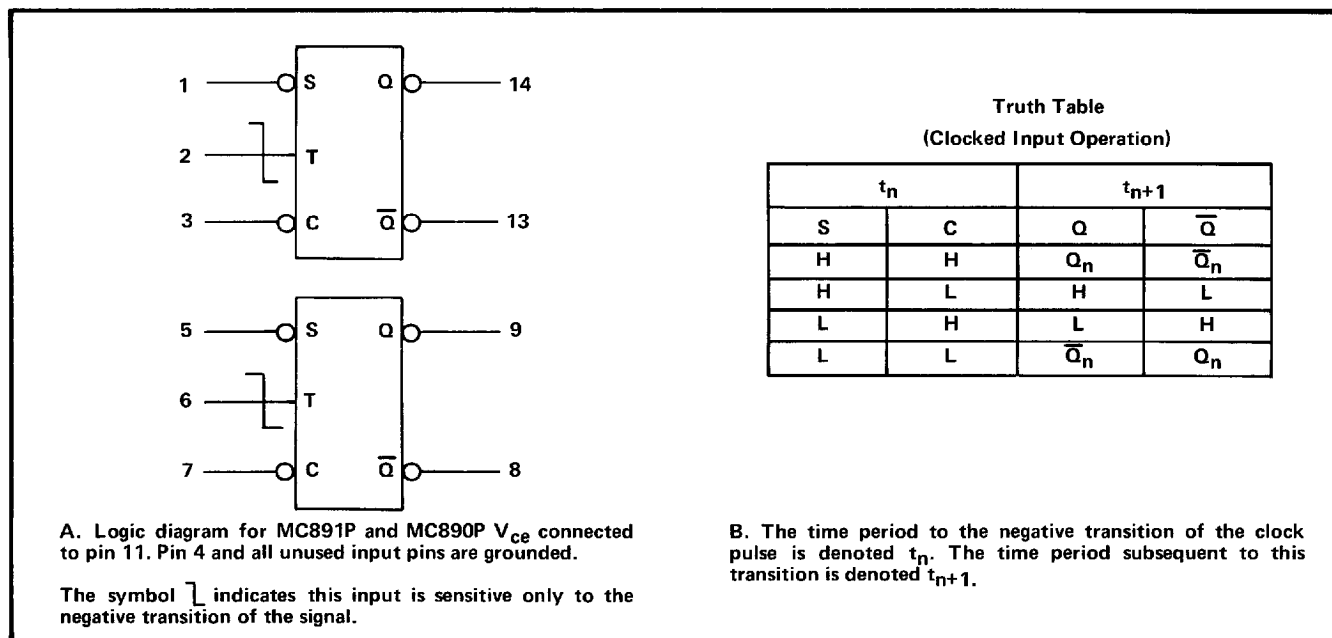 1 S Q 14
2 T
3 C Q̅ 13
5 S Q 9
6 T
7 C Q̅ 8
A. Logic diagram for MC891P and MC890P Vce connected
to pin 11. Pin 4 and all unused input pins are grounded.
The symbol indicates this input is sensitive only to the
negative transition of the signal.
Truth Table
(Clocked Input Operation)
tn tn+1
S C Q Q̅
H H Qn Q̅n
H L H L
L H L H
L L Q̅n Qn
B. The time period to the negative transition of the clock
pulse is denoted tn. The time period subsequent to this
transition is denoted tn+1.